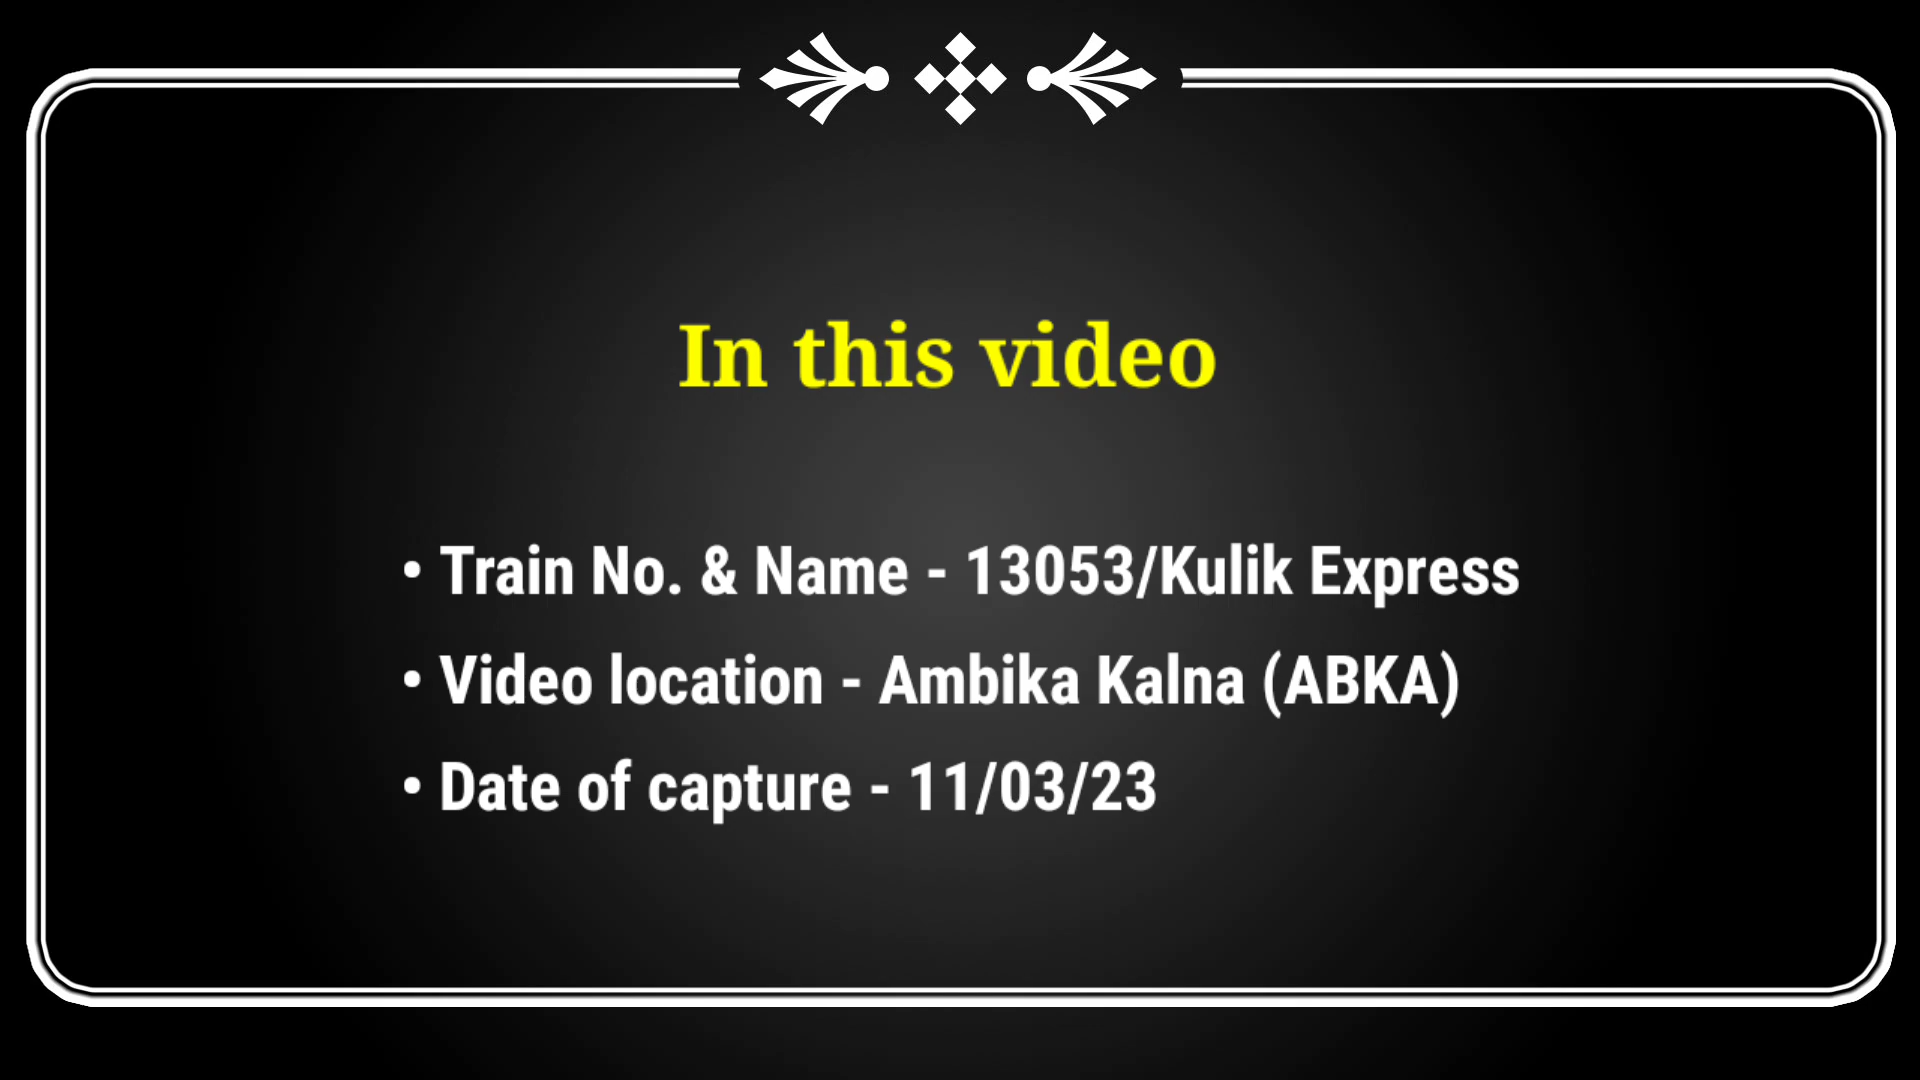 In this video
• Train No. & Name - 13053/Kulik Express
• Video location - Ambika Kalna (ABKA)
• Date of capture - 11/03/23